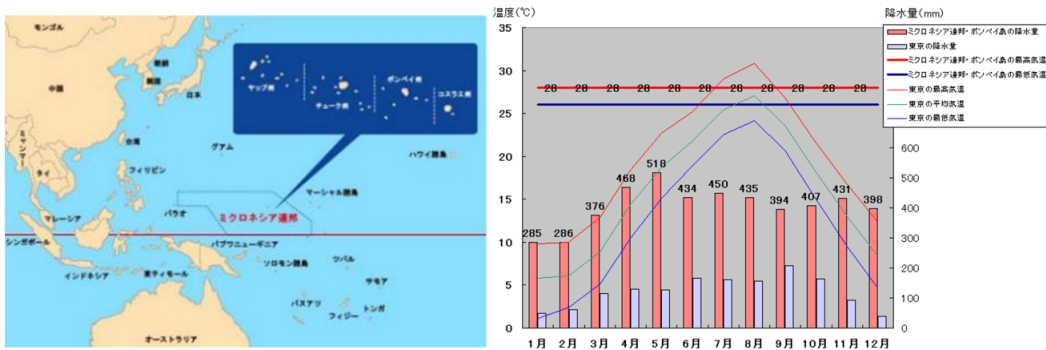 モンゴル
中国
朝鮮
韓国
日本
ミャンマー
台湾
タイ
フィリピン
グアム
ハワイ諸島
マーシャル諸島
パラオ
ミクロネシア連邦
マレーシア
シンガポール
インドネシア
東ティモール
パプワニューギニア
ソロモン諸島
ツバル
サモア
バヌアツ
フィジー
トンガ
オーストラリア
ヤップ州
チューク州
ポンペイ州
コスラエ州
温度(℃)
降水量(mm)
35
30
25
20
15
10
5
0
28 28 28 28 28 28 28 28 28 28 28
285 286 376 468 518 434 450 435 394 407 431 398
1月 2月 3月 4月 5月 6月 7月 8月 9月 10月 11月 12月
600
500
400
300
200
100
0
ミクロネシア連邦・ポンペイ島の降水量
東京の降水量
ミクロネシア連邦・ポンペイ島の最高気温
ミクロネシア連邦・ポンペイ島の最低気温
東京の最高気温
東京の平均気温
東京の最低気温